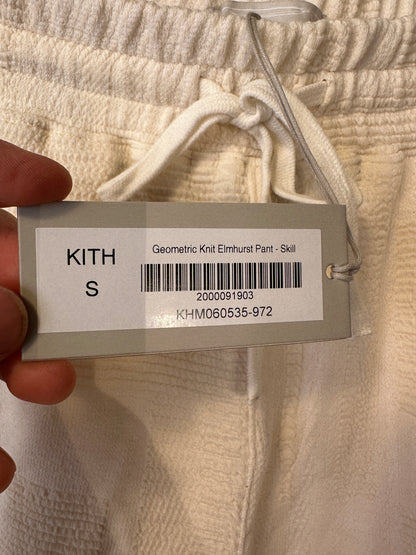 KITH
S
Geometric Knit Elmhurst Pant - Skill
2000091903
KHM060535-972